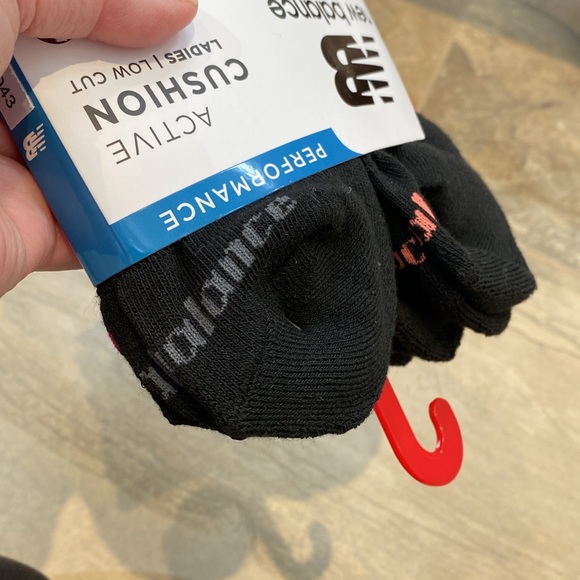 new balance
ACTIVE
CUSHION
LADIES | LOW CUT
PERFORMANCE
balance